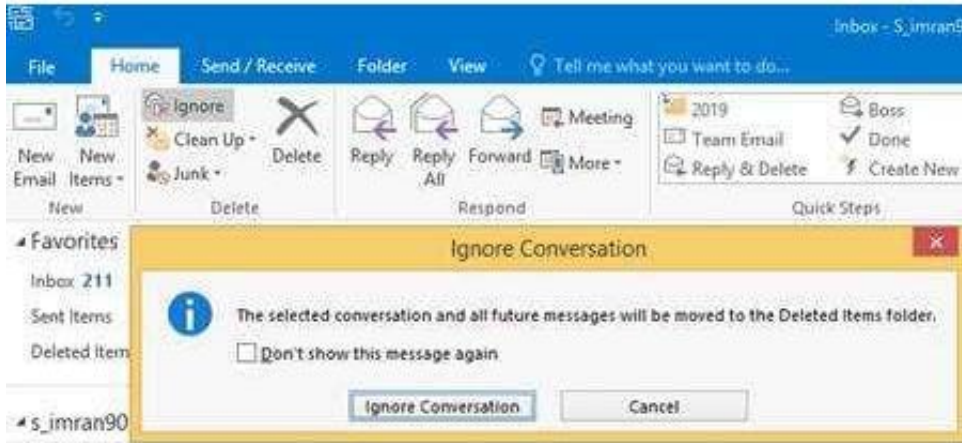 Inbox - S_imran9
File Home Send / Receive Folder View Tell me what you want to do...
New Email
New Items
Ignore
Clean Up
Junk
Delete
Reply
Reply All
Forward
Meeting
More
2019
Team Email
Reply & Delete
Boss
Done
Create New
New Delete Respond Quick Steps
Favorites
Inbox 211
Sent Items
Deleted Item
s_imran90
Ignore Conversation
The selected conversation and all future messages will be moved to the Deleted Items folder.
Don't show this message again
Ignore Conversation Cancel